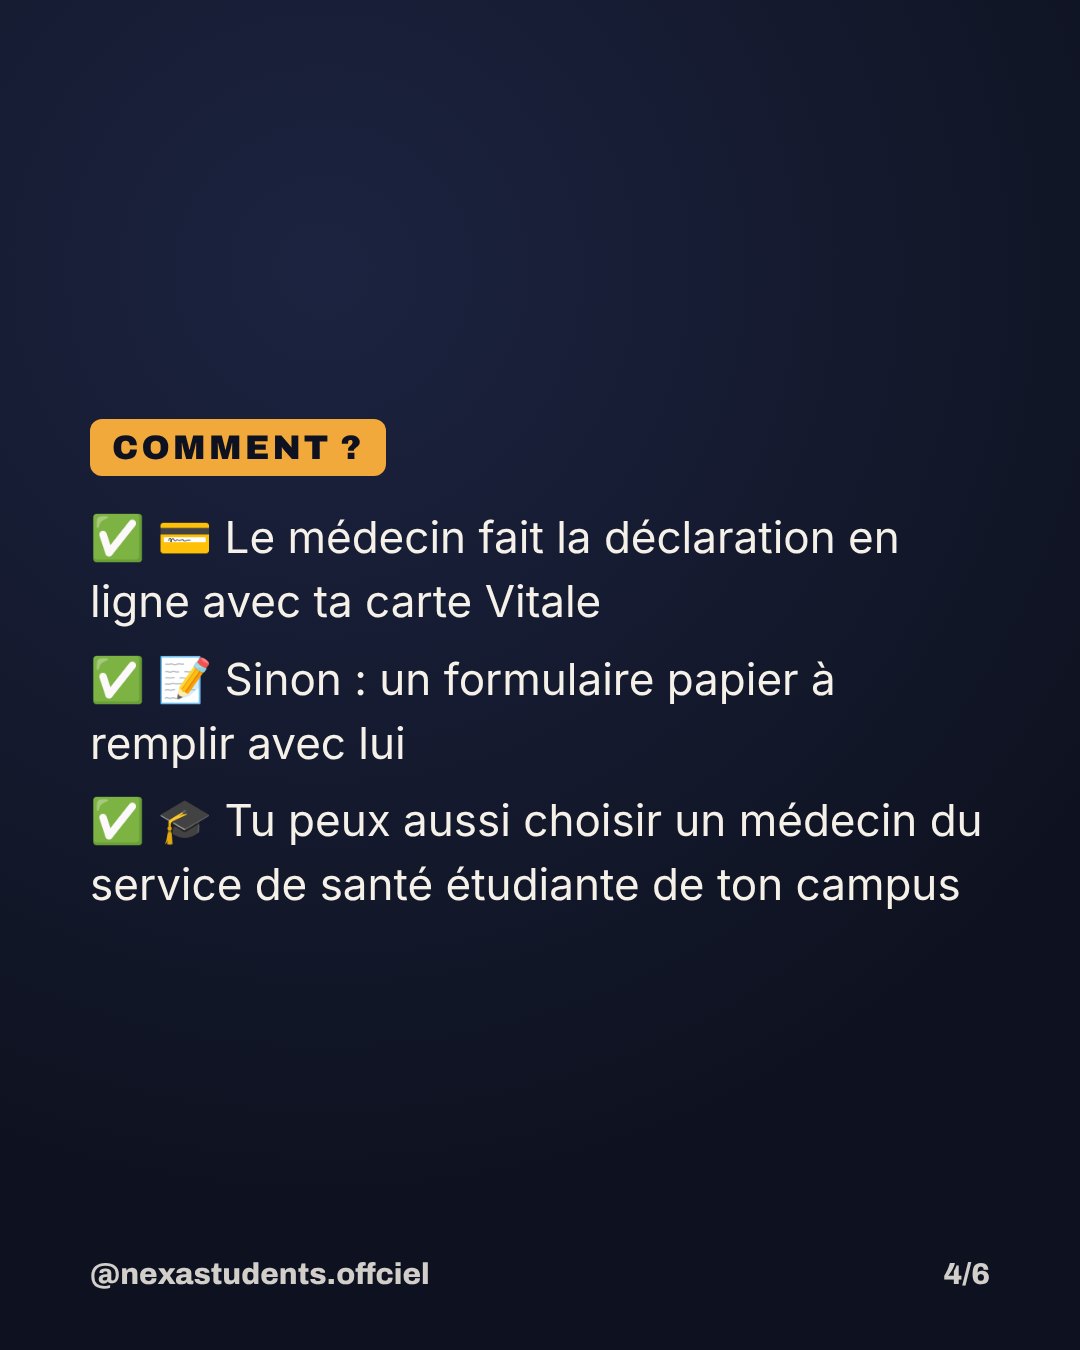 COMMENT ?
✅ 💳 Le médecin fait la déclaration en
ligne avec ta carte Vitale
✅ 📝 Sinon : un formulaire papier à
remplir avec lui
✅ 🎓 Tu peux aussi choisir un médecin du
service de santé étudiante de ton campus
@nexastudents.offciel
4/6